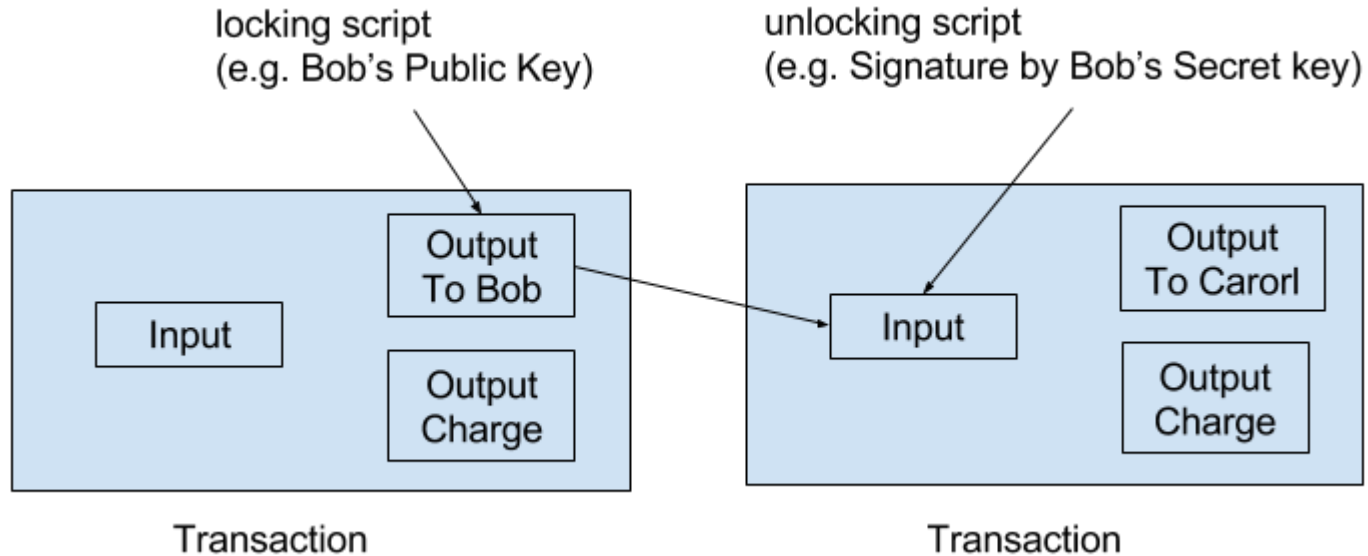 locking script
(e.g. Bob's Public Key)
unlocking script
(e.g. Signature by Bob's Secret key)
Input
Output
To Bob
Output
Charge
Input
Output
To Carorl
Output
Charge
Transaction
Transaction